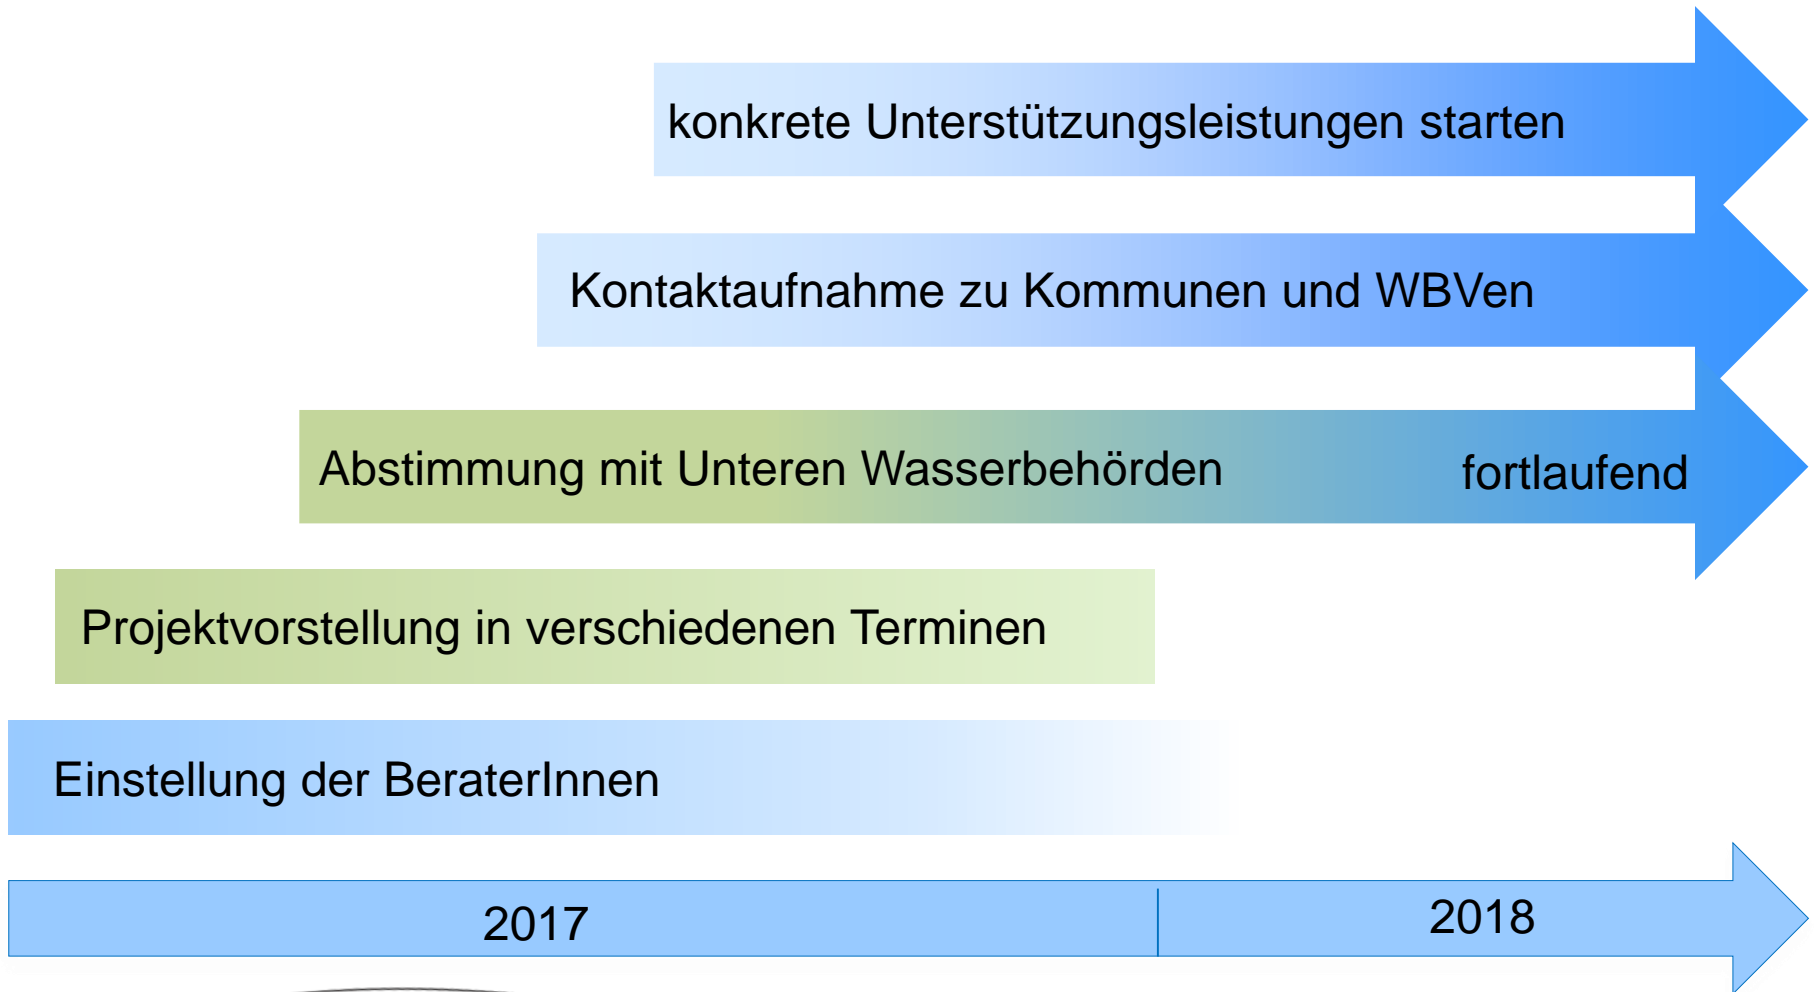 konkrete Unterstützungsleistungen starten
Kontaktaufnahme zu Kommunen und WBVen
Abstimmung mit Unteren Wasserbehörden fortlaufend
Projektvorstellung in verschiedenen Terminen
Einstellung der BeraterInnen
2017 2018